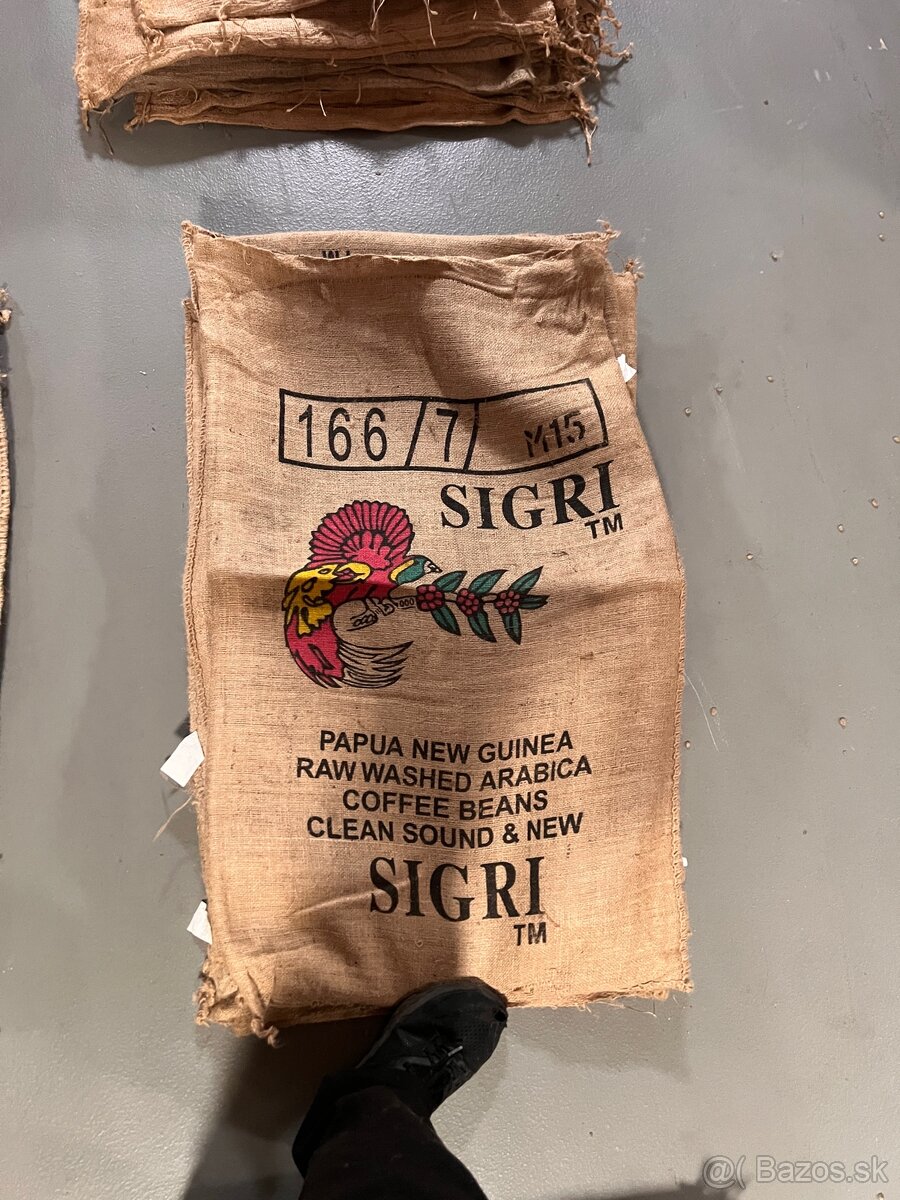 166/7/ M15
SIGRI
TM
PAPUA NEW GUINEA
RAW WASHED ARABICA
COFFEE BEANS
CLEAN SOUND & NEW
SIGRI
TM
@( Bazos.sk